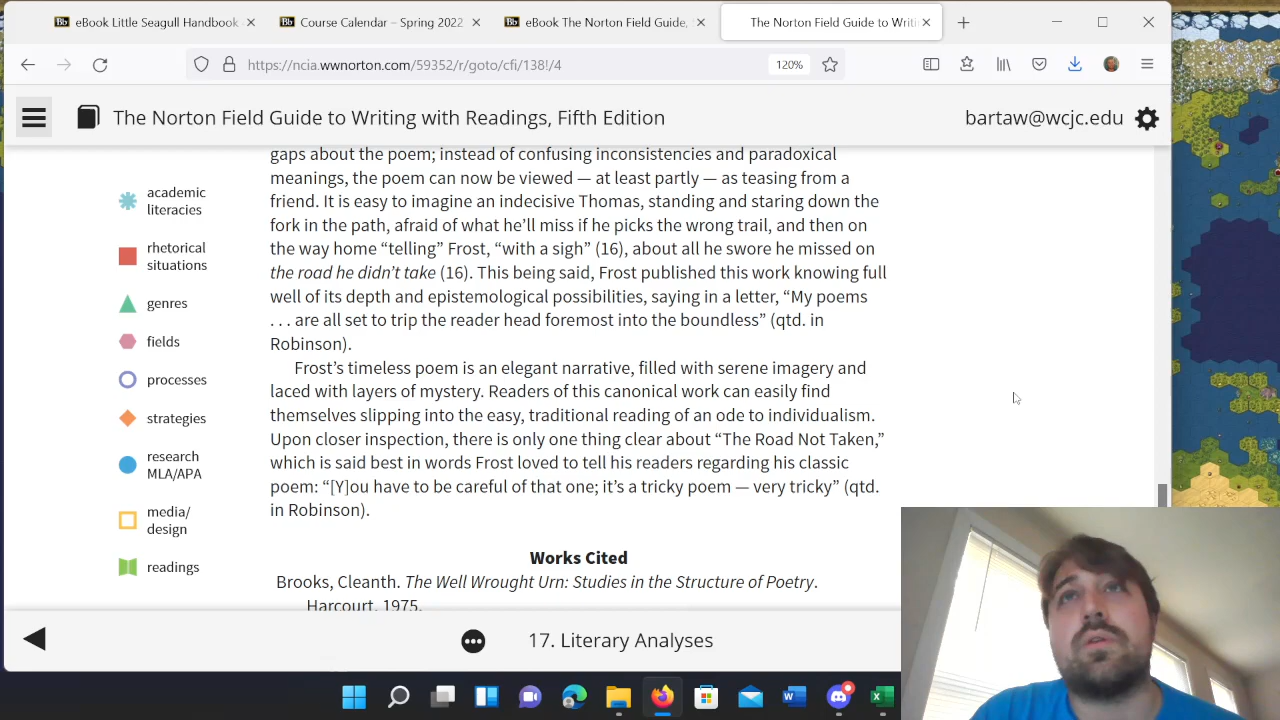 eBook Little Seagull Handbook
Course Calendar – Spring 2022
eBook The Norton Field Guide,
The Norton Field Guide to Writi
https://ncia.wwnorton.com/59352/r/goto/cfi/138!/4
120%
The Norton Field Guide to Writing with Readings, Fifth Edition
bartaw@wcjc.edu
gaps about the poem; instead of confusing inconsistencies and paradoxical
meanings, the poem can now be viewed — at least partly — as teasing from a
friend. It is easy to imagine an indecisive Thomas, standing and staring down the
fork in the path, afraid of what he’ll miss if he picks the wrong trail, and then on
the way home “telling” Frost, “with a sigh” (16), about all he swore he missed on
the road he didn’t take (16). This being said, Frost published this work knowing full
well of its depth and epistemological possibilities, saying in a letter, “My poems
. . . are all set to trip the reader head foremost into the boundless” (qtd. in
Robinson).
Frost’s timeless poem is an elegant narrative, filled with serene imagery and
laced with layers of mystery. Readers of this canonical work can easily find
themselves slipping into the easy, traditional reading of an ode to individualism.
Upon closer inspection, there is only one thing clear about “The Road Not Taken,”
which is said best in words Frost loved to tell his readers regarding his classic
poem: “[Y]ou have to be careful of that one; it’s a tricky poem — very tricky” (qtd.
in Robinson).
Works Cited
Brooks, Cleanth. The Well Wrought Urn: Studies in the Structure of Poetry.
Harcourt, 1975.
academic
literacies
rhetorical
situations
genres
fields
processes
strategies
research
MLA/APA
media/
design
readings
17. Literary Analyses